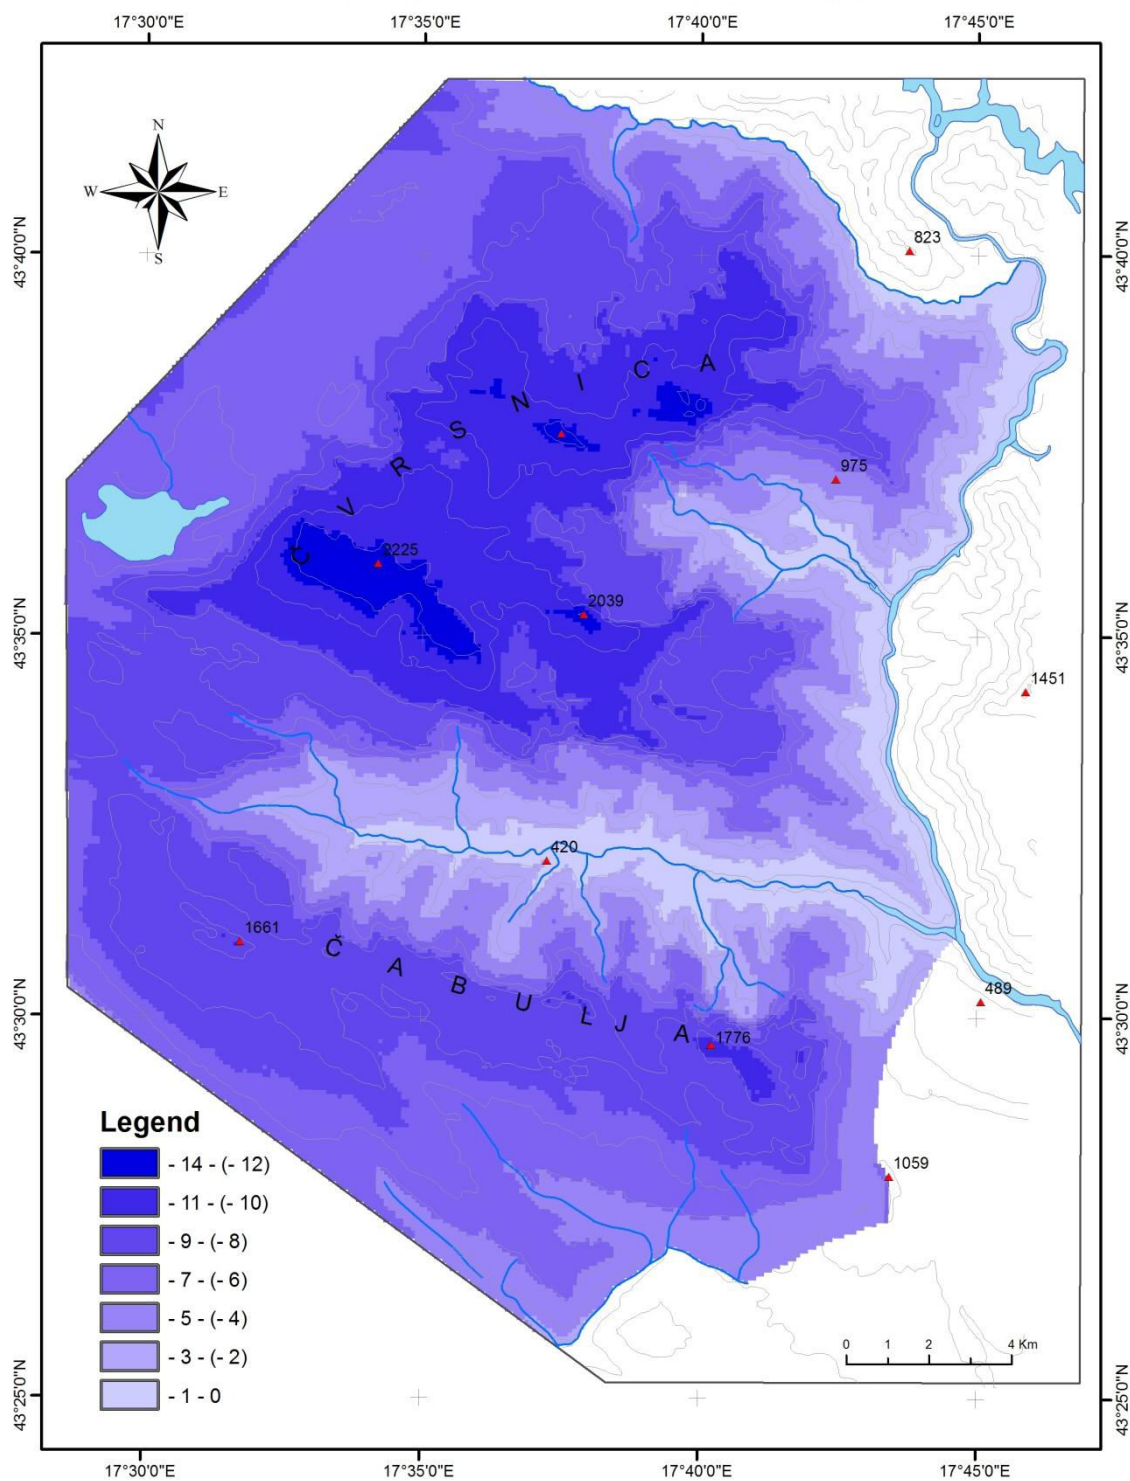 17°30'0"E 17°35'0"E 17°40'0"E 17°45'0"E
N
W E
S
43°40'0"N 43°40'0"N
823
ČVRSNICA
975
2225
2039
43°35'0"N 43°35'0"N
1451
420
1661
ČABULJA
489
43°30'0"N 43°30'0"N
1776
Legend
- 14 - (- 12)
1059
- 11 - (- 10)
- 9 - (- 8)
- 7 - (- 6)
- 5 - (- 4)
0 1 2 4 Km
- 3 - (- 2)
- 1 - 0
43°25'0"N 43°25'0"N
17°30'0"E 17°35'0"E 17°40'0"E 17°45'0"E